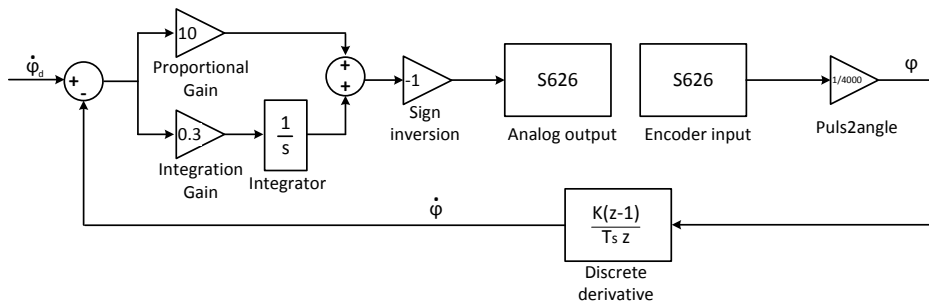 φ̇d
+
-
10
Proportional
Gain
0.3
Integration
Gain
1
s
Integrator
+
+
-1
Sign
inversion
S626
Analog output
S626
Encoder input
1/4000
Puls2angle
φ
φ̇
K(z-1)
Ts z
Discrete
derivative